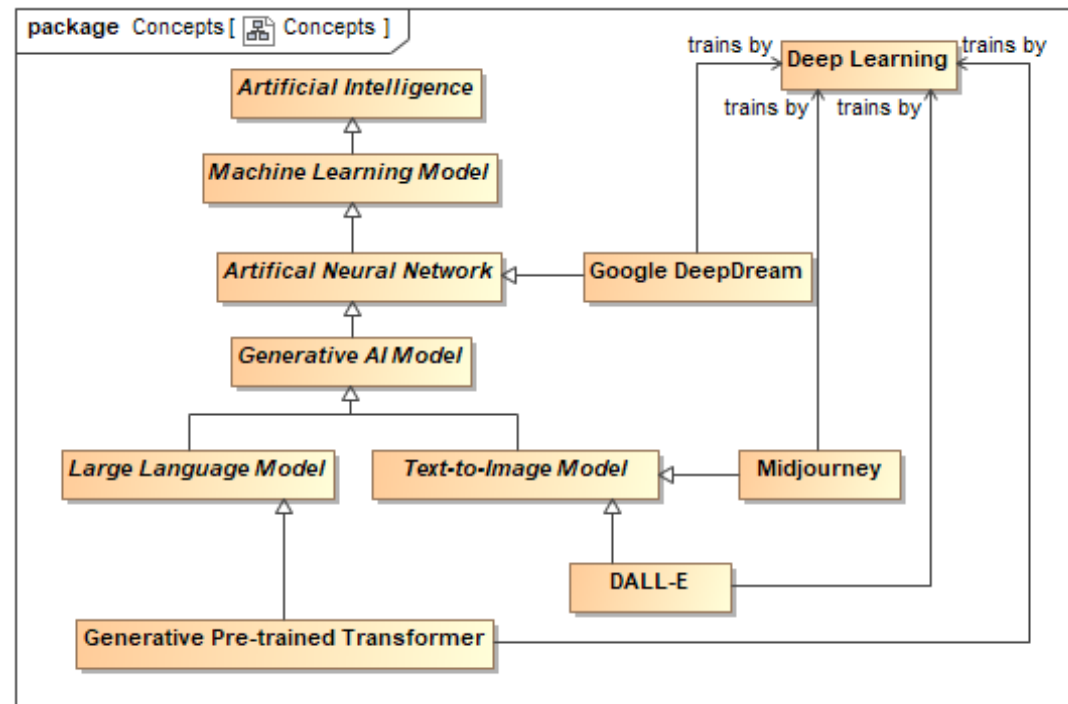 package Concepts [ Concepts ]
trains by
Deep Learning
trains by
Artificial Intelligence
trains by
trains by
Machine Learning Model
Artifical Neural Network
Google DeepDream
Generative AI Model
Large Language Model
Text-to-Image Model
Midjourney
DALL-E
Generative Pre-trained Transformer